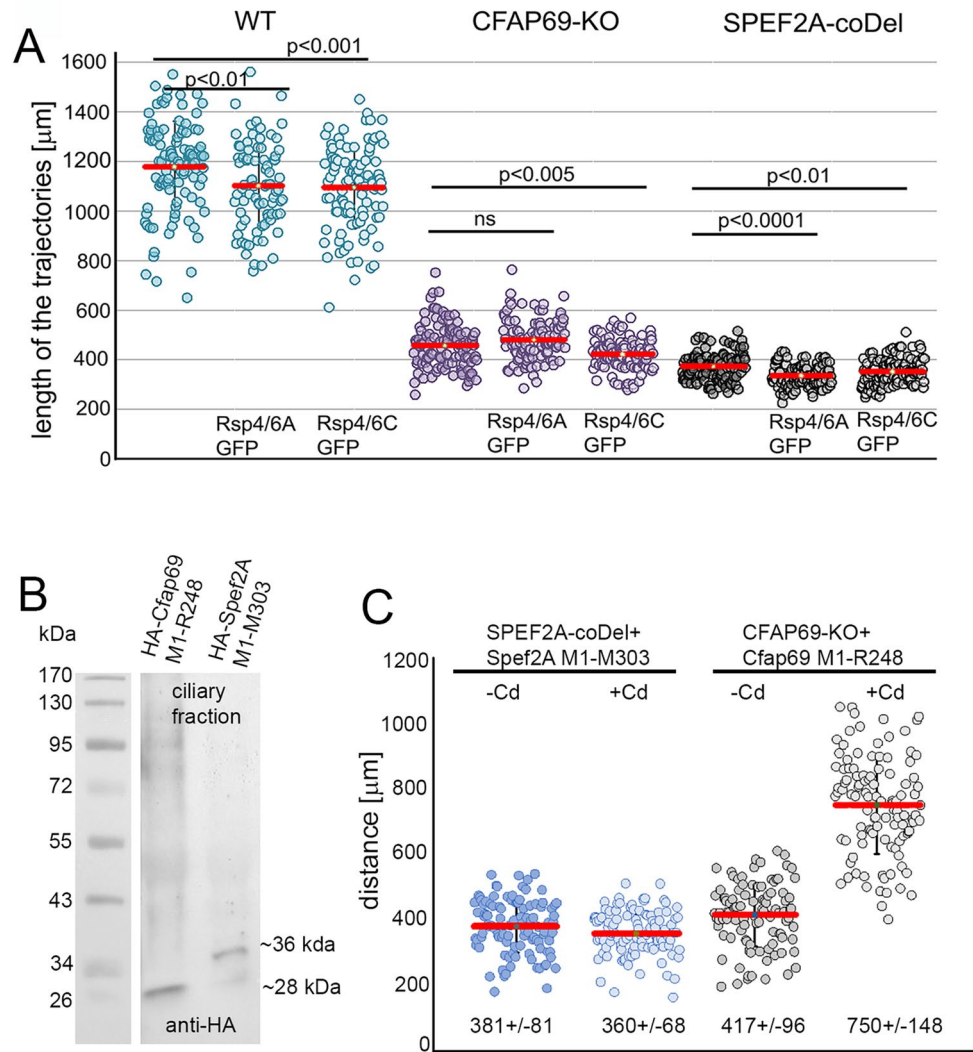 A
WT
CFAP69-KO
SPEF2A-coDel
length of the trajectories [µm]
1600
1400
1200
1000
800
600
400
200
0
p<0.001
p<0.01
p<0.005
ns
p<0.01
p<0.0001
Rsp4/6A
GFP
Rsp4/6C
GFP
Rsp4/6A
GFP
Rsp4/6C
GFP
Rsp4/6A
GFP
Rsp4/6C
GFP
B
kDa
HA-Cfap69
M1-R248
HA-Spef2A
M1-M303
170
130
95
72
55
43
34
26
ciliary
fraction
~36 kda
~28 kDa
anti-HA
C
SPEF2A-coDel+
Spef2A M1-M303
CFAP69-KO+
Cfap69 M1-R248
-Cd
+Cd
-Cd
+Cd
distance [µm]
1200
1000
800
600
400
200
0
381+/-81
360+/-68
417+/-96
750+/-148